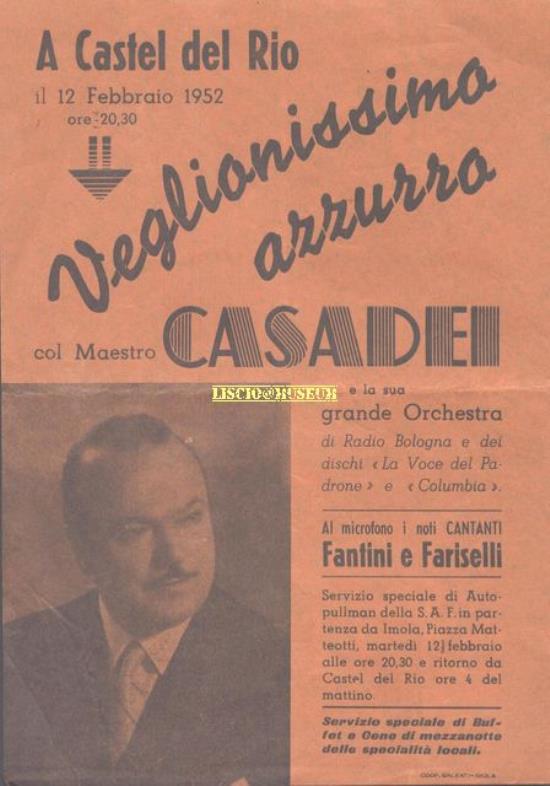 A Castel del Rio
il 12 Febbraio 1952
ore 20,30
Veglionissimo
azzurro
col Maestro CASADEI
LISCIO@MUSEUM
e la sua
grande Orchestra
di Radio Bologna e dei
dischi « La Voce del Pa-
drone » e « Columbia ».
Al microfono i noti CANTANTI
Fantini e Fariselli
Servizio speciale di Auto-
pullman della S. A. F. in par-
tenza da Imola, Piazza Mat-
teotti, martedì 12 febbraio
alle ore 20,30 e ritorno da
Castel del Rio ore 4 del
mattino.
Servizio speciale di Buf-
fet e Cene di mezzanotte
delle specialità locali.
COOP. GALEATI - IMOLA